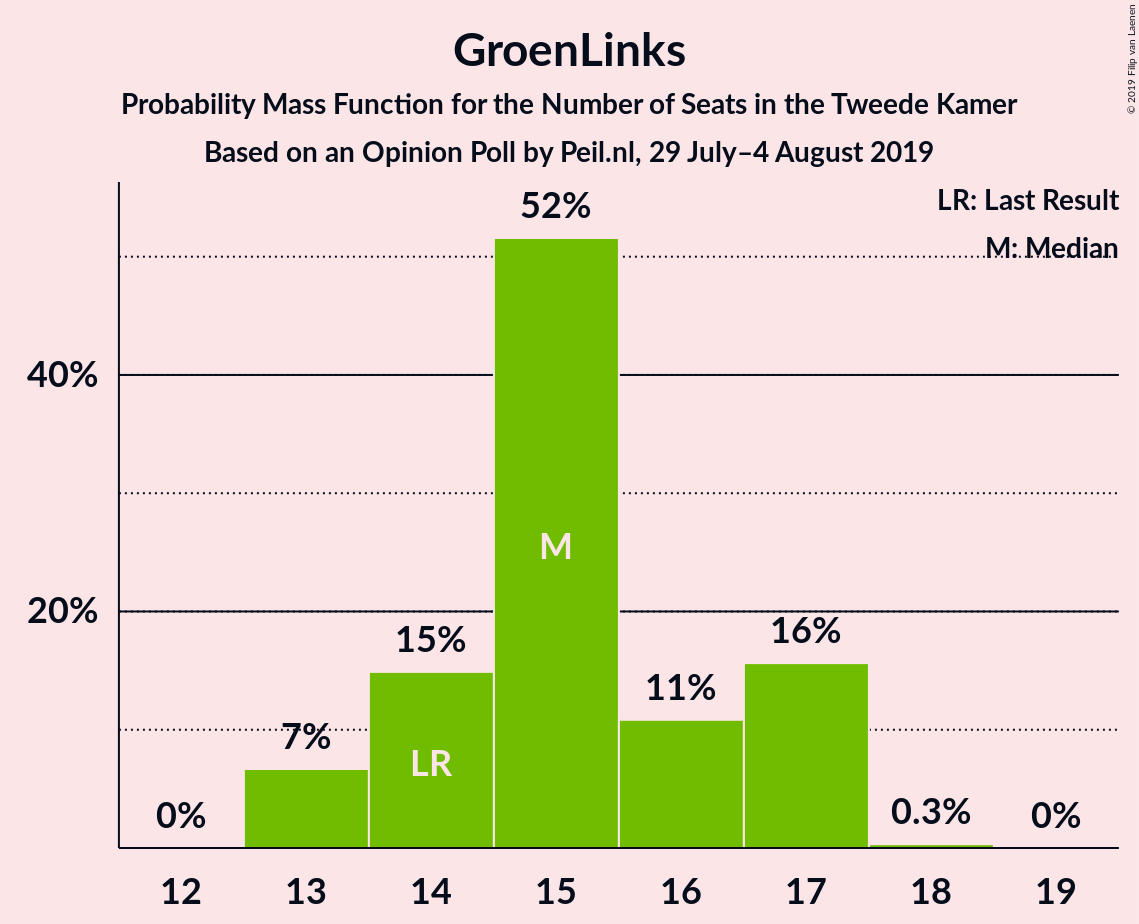 GroenLinks
Probability Mass Function for the Number of Seats in the Tweede Kamer
Based on an Opinion Poll by Peil.nl, 29 July–4 August 2019
© 2019 Filip van Laenen
LR: Last Result
M: Median
40%
20%
0%
7%
15%
52%
11%
16%
0.3%
0%
LR
M
12 13 14 15 16 17 18 19